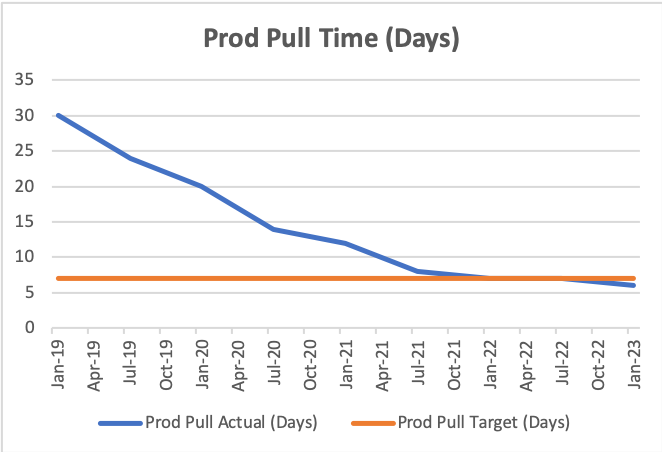 Prod Pull Time (Days)
35
30
25
20
15
10
5
0
Jan-19 Apr-19 Jul-19 Oct-19 Jan-20 Apr-20 Jul-20 Oct-20 Jan-21 Apr-21 Jul-21 Oct-21 Jan-22 Apr-22 Jul-22 Oct-22 Jan-23
Prod Pull Actual (Days) Prod Pull Target (Days)